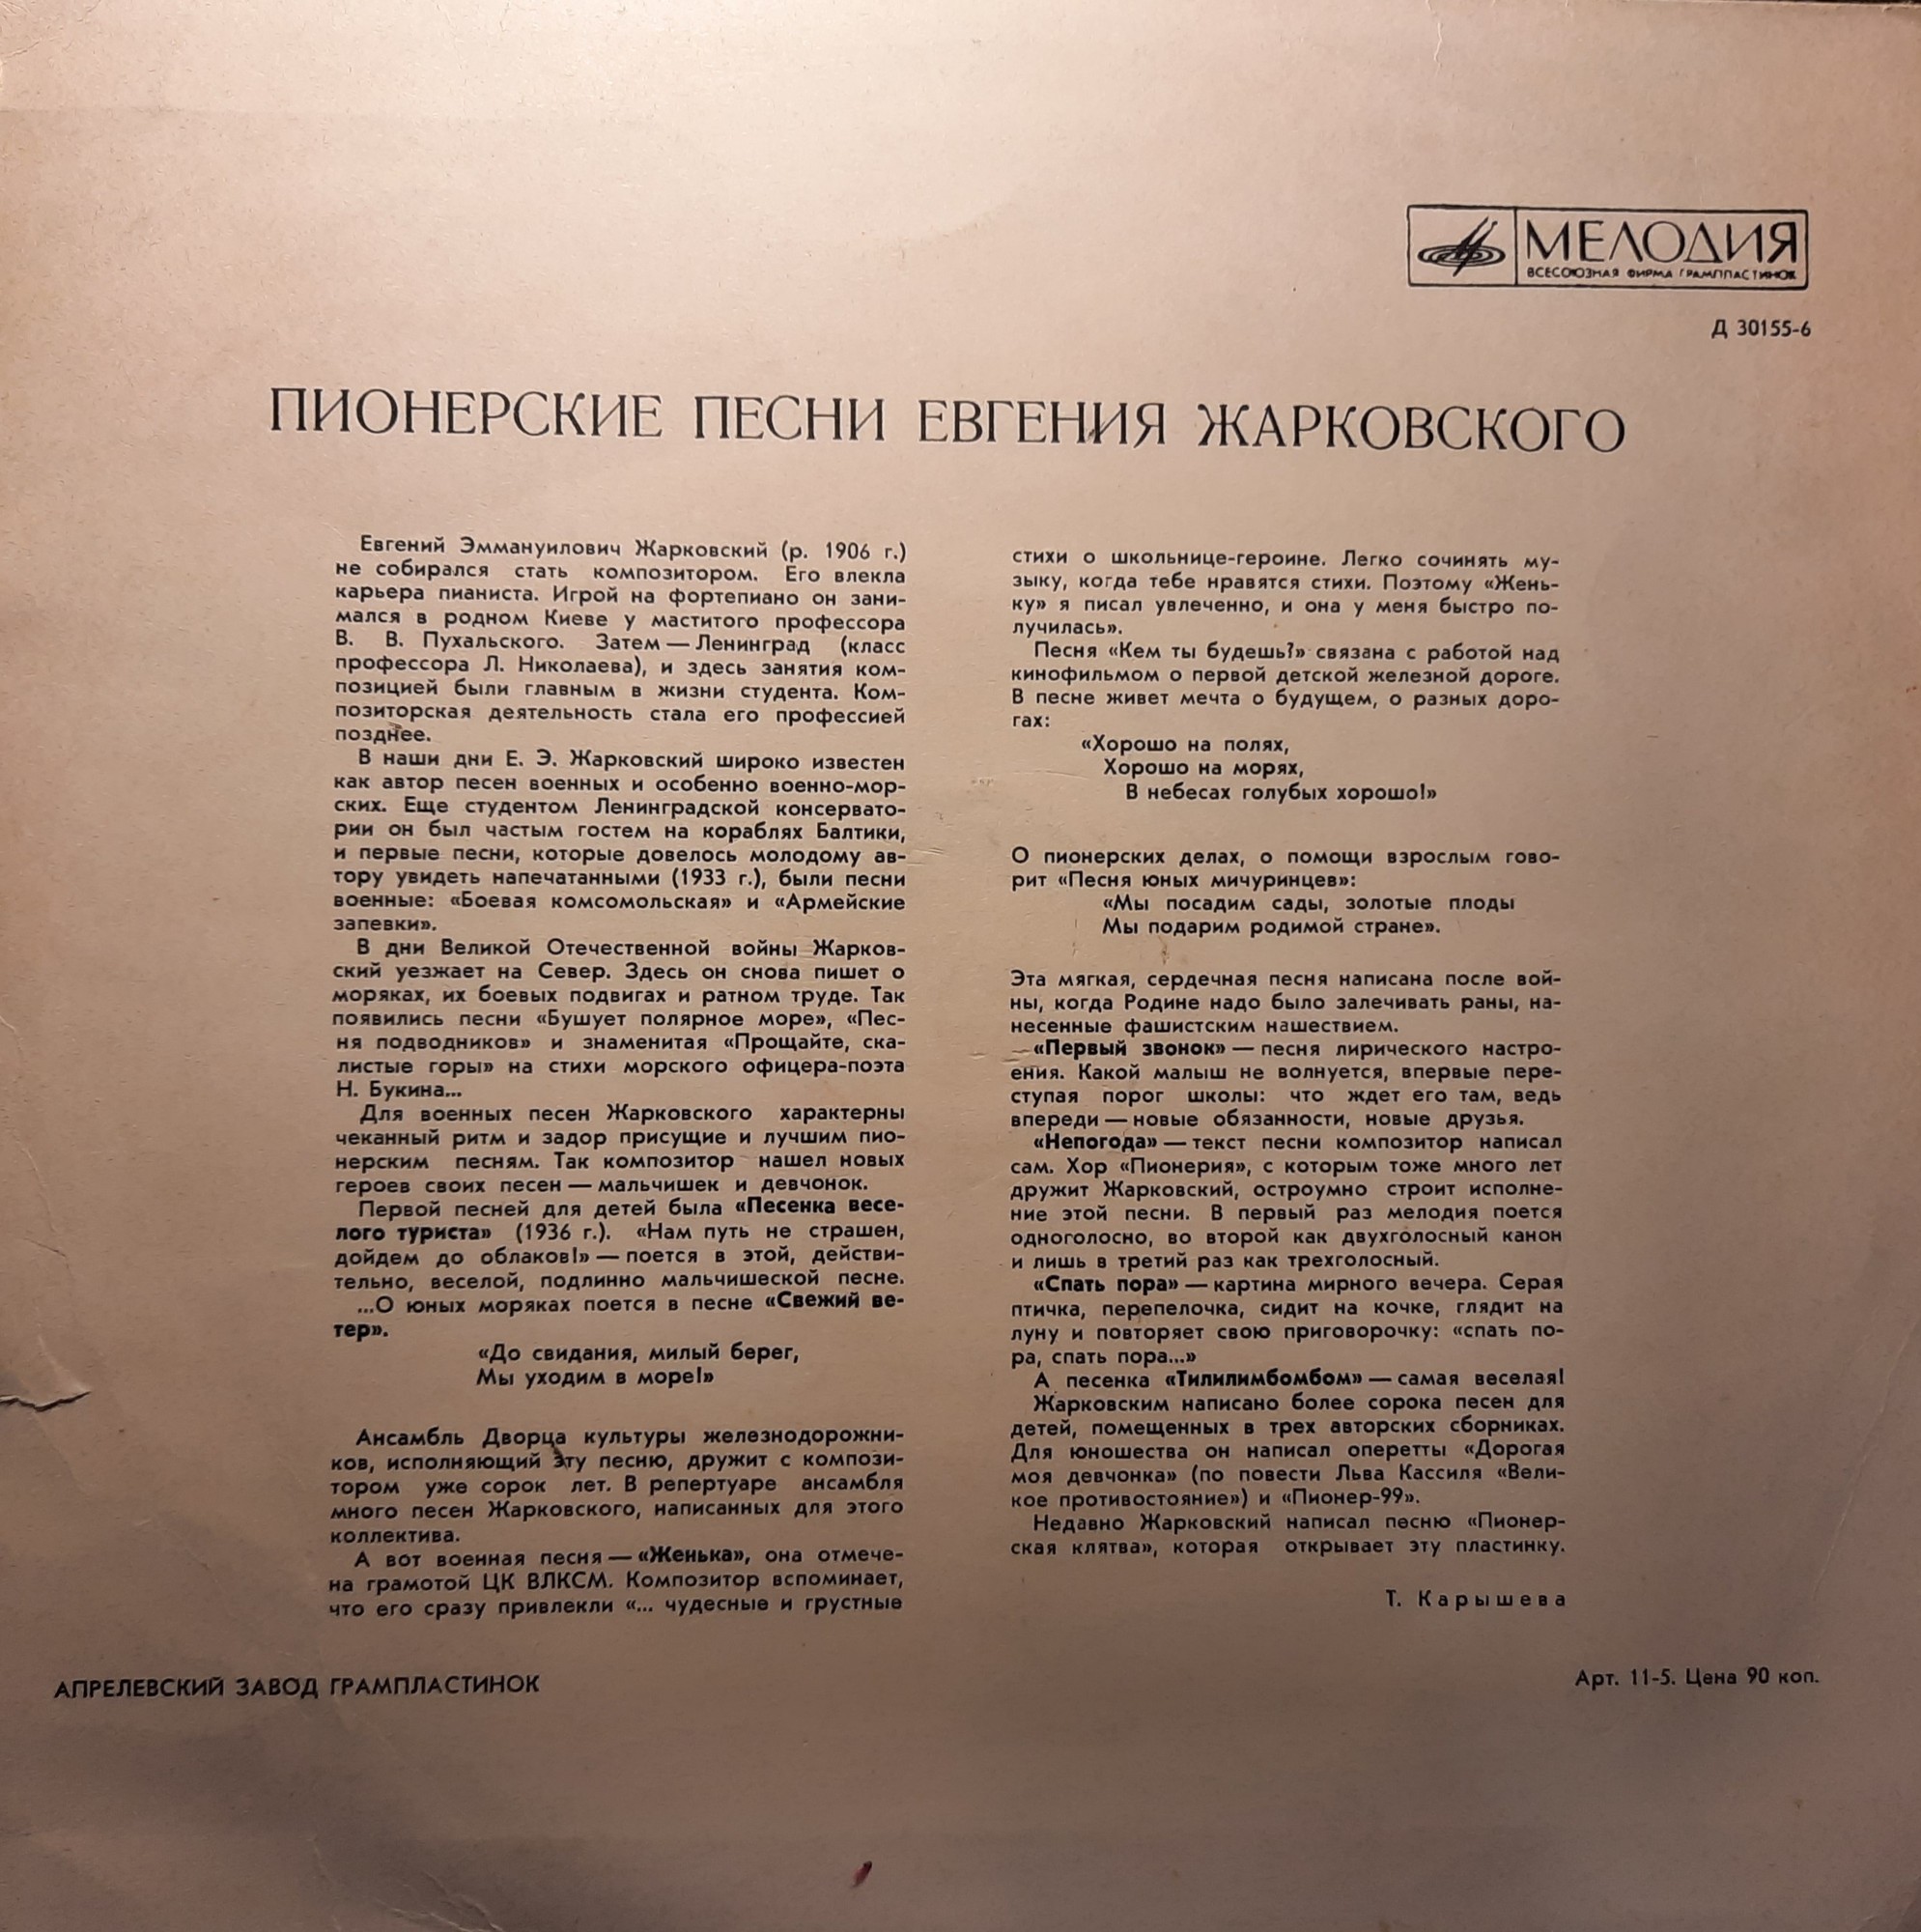 МЕЛОДИЯ
ВСЕСОЮЗНАЯ ФИРМА ГРАМПЛАСТИНОК
Д 30155-6
ПИОНЕРСКИЕ ПЕСНИ ЕВГЕНИЯ ЖАРКОВСКОГО
Евгений Эммануилович Жарковский (р. 1906 г.)
не собирался стать композитором. Его влекла
карьера пианиста. Игрой на фортепиано он зани-
мался в родном Киеве у маститого профессора
В. В. Пухальского. Затем — Ленинград (класс
профессора Л. Николаева), и здесь занятия ком-
позицией были главным в жизни студента. Ком-
позиторская деятельность стала его профессией
позднее.
В наши дни Е. Э. Жарковский широко известен
как автор песен военных и особенно военно-мор-
ских. Еще студентом Ленинградской консервато-
рии он был частым гостем на кораблях Балтики,
и первые песни, которые довелось молодому ав-
тору увидеть напечатанными (1933 г.), были песни
военные: «Боевая комсомольская» и «Армейские
запевки».
В дни Великой Отечественной войны Жарков-
ский уезжает на Север. Здесь он снова пишет о
моряках, их боевых подвигах и ратном труде. Так
появились песни «Бушует полярное море», «Пес-
ня подводников» и знаменитая «Прощайте, ска-
листые горы» на стихи морского офицера-поэта
Н. Букина...
Для военных песен Жарковского характерны
чеканный ритм и задор присущие и лучшим пио-
нерским песням. Так композитор нашел новых
героев своих песен — мальчишек и девчонок.
Первой песней для детей была «Песенка весе-
лого туриста» (1936 г.). «Нам путь не страшен,
дойдем до облаков!» — поется в этой, действи-
тельно, веселой, подлинно мальчишеской песне.
...О юных моряках поется в песне «Свежий ве-
тер».
«До свидания, милый берег,
Мы уходим в море!»
Ансамбль Дворца культуры железнодорожни-
ков, исполняющий эту песню, дружит с компози-
тором уже сорок лет. В репертуаре ансамбля
много песен Жарковского, написанных для этого
коллектива.
А вот военная песня — «Женька», она отмече-
на грамотой ЦК ВЛКСМ. Композитор вспоминает,
что его сразу привлекли «... чудесные и грустные
стихи о школьнице-героине. Легко сочинять му-
зыку, когда тебе нравятся стихи. Поэтому «Жень-
ку» я писал увлеченно, и она у меня быстро по-
лучилась».
Песня «Кем ты будешь?» связана с работой над
кинофильмом о первой детской железной дороге.
В песне живет мечта о будущем, о разных доро-
гах:
«Хорошо на полях,
Хорошо на морях,
В небесах голубых хорошо!»
О пионерских делах, о помощи взрослым гово-
рит «Песня юных мичуринцев»:
«Мы посадим сады, золотые плоды
Мы подарим родимой стране».
Эта мягкая, сердечная песня написана после вой-
ны, когда Родине надо было залечивать раны, на-
несенные фашистским нашествием.
«Первый звонок» — песня лирического настро-
ения. Какой малыш не волнуется, впервые пере-
ступая порог школы: что ждет его там, ведь
впереди — новые обязанности, новые друзья.
«Непогода» — текст песни композитор написал
сам. Хор «Пионерия», с которым тоже много лет
дружит Жарковский, остроумно строит исполне-
ние этой песни. В первый раз мелодия поется
одноголосно, во второй как двухголосный канон
и лишь в третий раз как трехголосный.
«Спать пора» — картина мирного вечера. Серая
птичка, перепелочка, сидит на кочке, глядит на
луну и повторяет свою приговорочку: «спать по-
ра, спать пора...»
А песенка «Тилилимбомбом» — самая веселая!
Жарковским написано более сорока песен для
детей, помещенных в трех авторских сборниках.
Для юношества он написал оперетты «Дорогая
моя девчонка» (по повести Льва Кассиля «Вели-
кое противостояние») и «Пионер-99».
Недавно Жарковский написал песню «Пионер-
ская клятва», которая открывает эту пластинку.
Т. Карышева
АПРЕЛЕВСКИЙ ЗАВОД ГРАМПЛАСТИНОК
Арт. 11-5. Цена 90 коп.